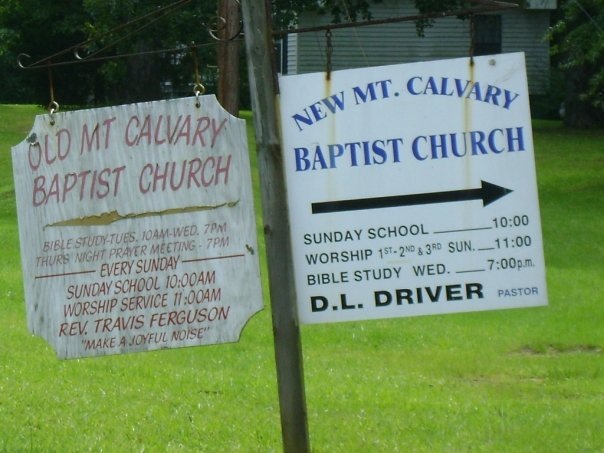 OLD MT CALVARY
BAPTIST CHURCH
BIBLE STUDY-TUES. 10AM-WED. 7PM
THURS NIGHT PRAYER MEETING - 7PM
EVERY SUNDAY
SUNDAY SCHOOL 10:00AM
WORSHIP SERVICE 11:00AM
REV. TRAVIS FERGUSON
"MAKE A JOYFUL NOISE"
NEW MT. CALVARY
BAPTIST CHURCH
SUNDAY SCHOOL 10:00
WORSHIP 1ST - 2ND & 3RD SUN. 11:00
BIBLE STUDY WED. 7:00p.m.
D.L. DRIVER PASTOR